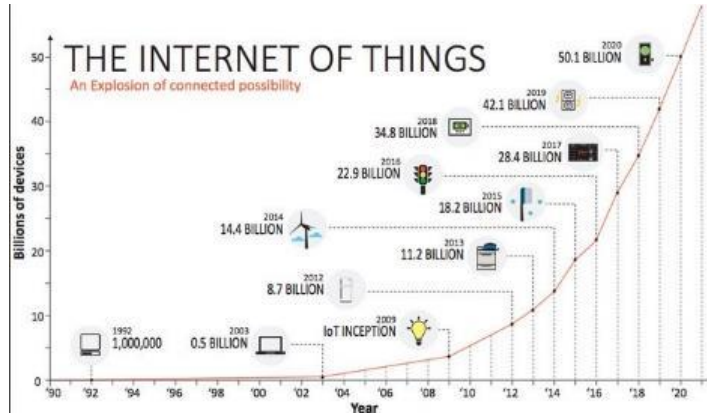 THE INTERNET OF THINGS
An Explosion of connected possibility
Billions of devices
50
40
30
20
10
0
2020
50.1 BILLION
2019
42.1 BILLION
2018
34.8 BILLION
2017
28.4 BILLION
2016
22.9 BILLION
2015
18.2 BILLION
2014
14.4 BILLION
2013
11.2 BILLION
2012
8.7 BILLION
2009
IoT INCEPTION
2003
0.5 BILLION
1992
1,000,000
'90 '92 '94 '96 '98 '00 '02 '04 '06 '08 '10 '12 '14 '16 '18 '20
Year